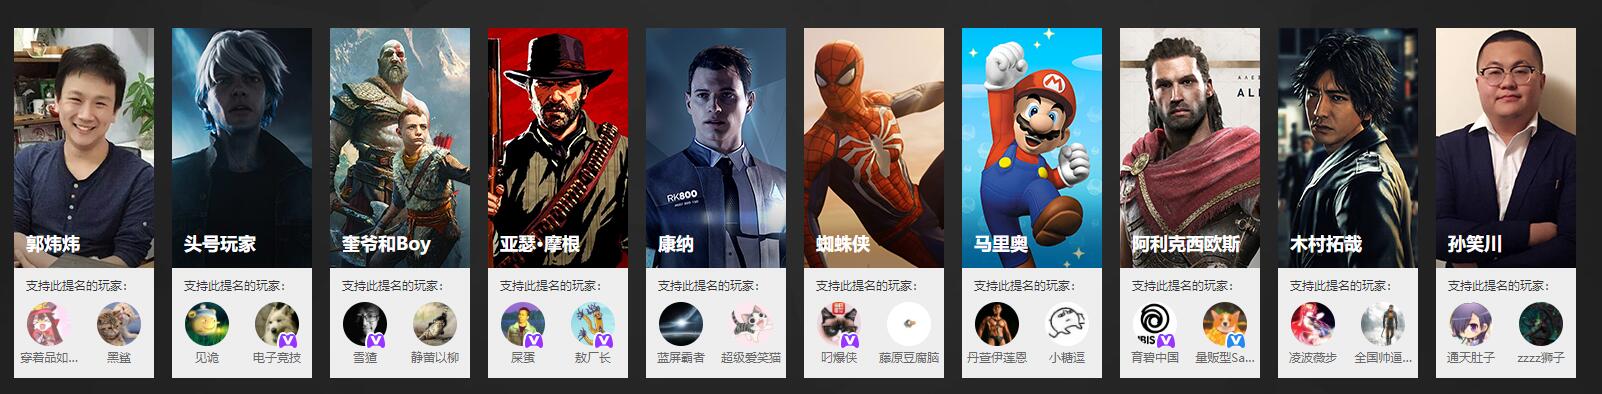 郭炜炜
支持此提名的玩家:
穿着品如...
黑鲨
头号玩家
支持此提名的玩家:
见诡
电子竞技
奎爷和Boy
支持此提名的玩家:
雪豬
静菌以柳
亚瑟·摩根
支持此提名的玩家:
屎蛋
敖厂长
RK800
康纳
支持此提名的玩家:
蓝屏霸者
超级爱笑猫
蜘蛛侠
支持此提名的玩家:
叼爆侠
藤原豆魔脑
M
马里奥
支持此提名的玩家:
丹萱伊莲恩
小糖逗
阿利克西欧斯
支持此提名的玩家:
育碧中国
量贩型Sa...
木村拓哉
支持此提名的玩家:
凌波薇步
全国帅逼...
孙笑川
支持此提名的玩家:
通天肚子
zzzz狮子